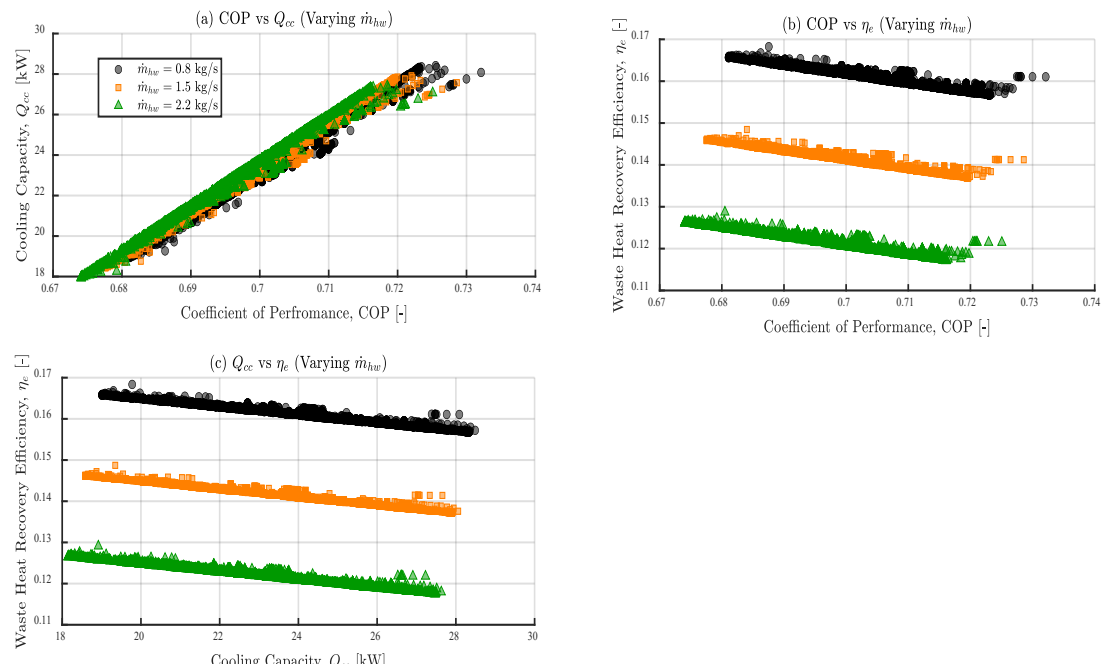 (a) COP vs Q_cc (Varying ṁ_hw)
Cooling Capacity, Q_cc [kW]
30
28
26
24
22
20
18
ṁ_hw = 0.8 kg/s
ṁ_hw = 1.5 kg/s
ṁ_hw = 2.2 kg/s
0.67 0.68 0.69 0.7 0.71 0.72 0.73 0.74
Coefficient of Perfromance, COP [-]
(b) COP vs η_e (Varying ṁ_hw)
Waste Heat Recovery Efficiency, η_e [-]
0.17
0.16
0.15
0.14
0.13
0.12
0.11
0.67 0.68 0.69 0.7 0.71 0.72 0.73 0.74
Coefficient of Performance, COP [-]
(c) Q_cc vs η_e (Varying ṁ_hw)
Waste Heat Recovery Efficiency, η_e [-]
0.17
0.16
0.15
0.14
0.13
0.12
0.11
18 20 22 24 26 28 30
Cooling Capacity, Q [kW]